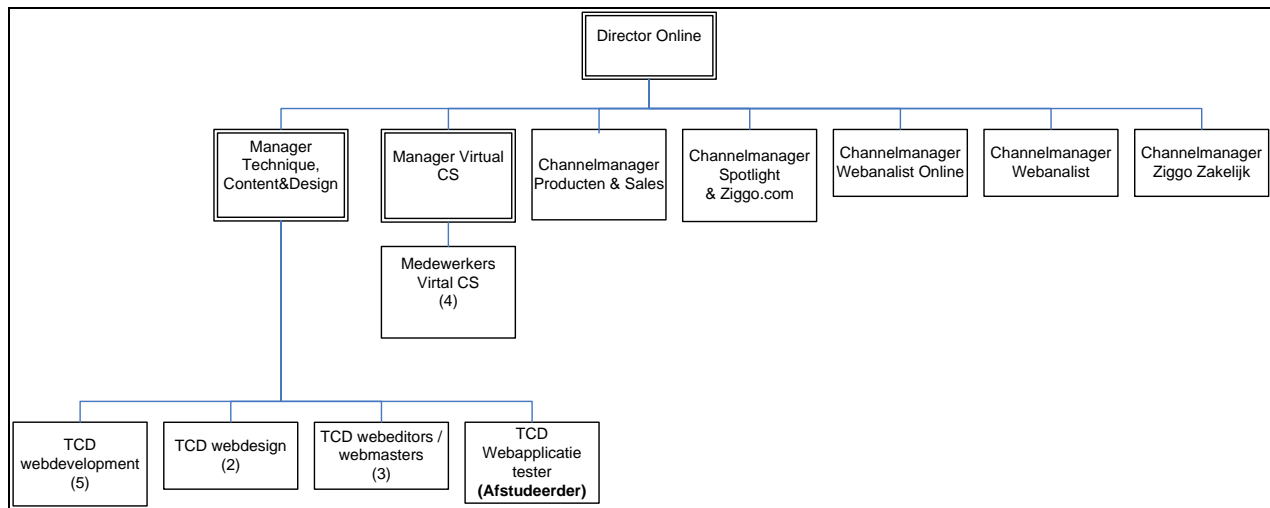 Director Online
Manager
Technique,
Content&Design
Manager Virtual
CS
Channelmanager
Producten & Sales
Channelmanager
Spotlight
& Ziggo.com
Channelmanager
Webanalist Online
Channelmanager
Webanalist
Channelmanager
Ziggo Zakelijk
Medewerkers
Virtal CS
(4)
TCD
webdevelopment
(5)
TCD webdesign
(2)
TCD webeditors /
webmasters
(3)
TCD
Webapplicatie
tester
(Afstudeerder)